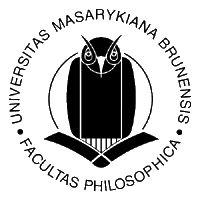 • UNIVERSITAS MASARYKIANA BRUNENSIS •
FACULTAS PHILOSOPHICA